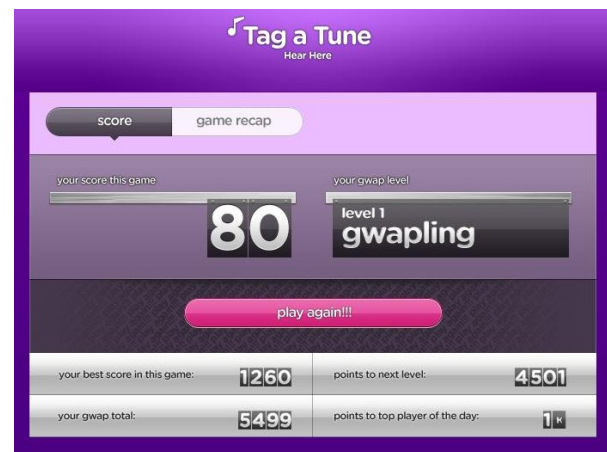 Tag a Tune
Hear Here
score
game recap
your score this game
80
your gwap level
level 1
gwapling
play again!!!
your best score in this game: 1260
points to next level: 4501
your gwap total: 5499
points to top player of the day: 1 K